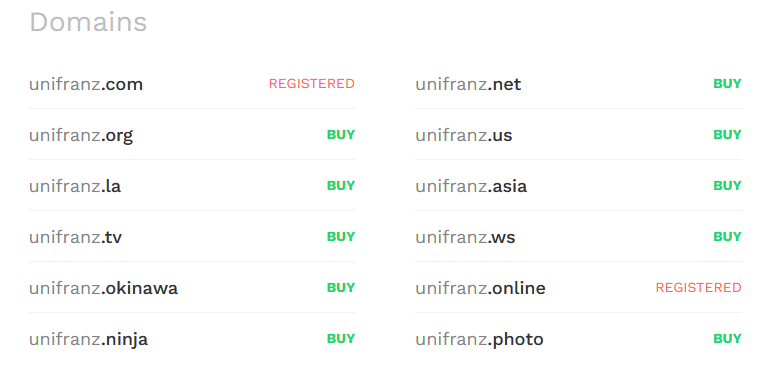 Domains
unifranz.com REGISTERED
unifranz.net BUY
unifranz.org BUY
unifranz.us BUY
unifranz.la BUY
unifranz.asia BUY
unifranz.tv BUY
unifranz.ws BUY
unifranz.okinawa BUY
unifranz.online REGISTERED
unifranz.ninja BUY
unifranz.photo BUY